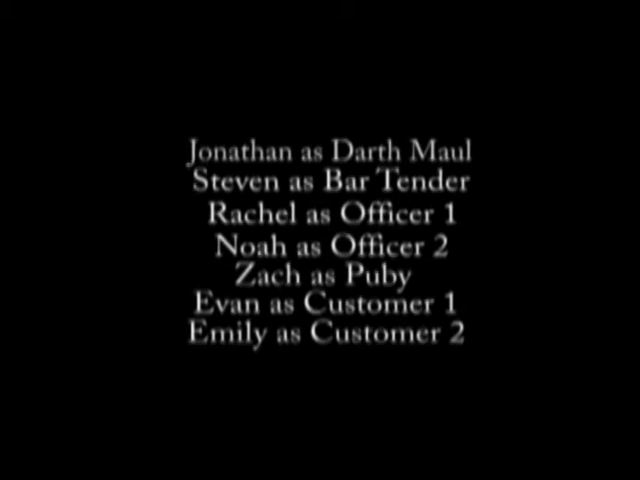 Jonathan as Darth Maul
Steven as Bar Tender
Rachel as Officer 1
Noah as Officer 2
Zach as Puby
Evan as Customer 1
Emily as Customer 2